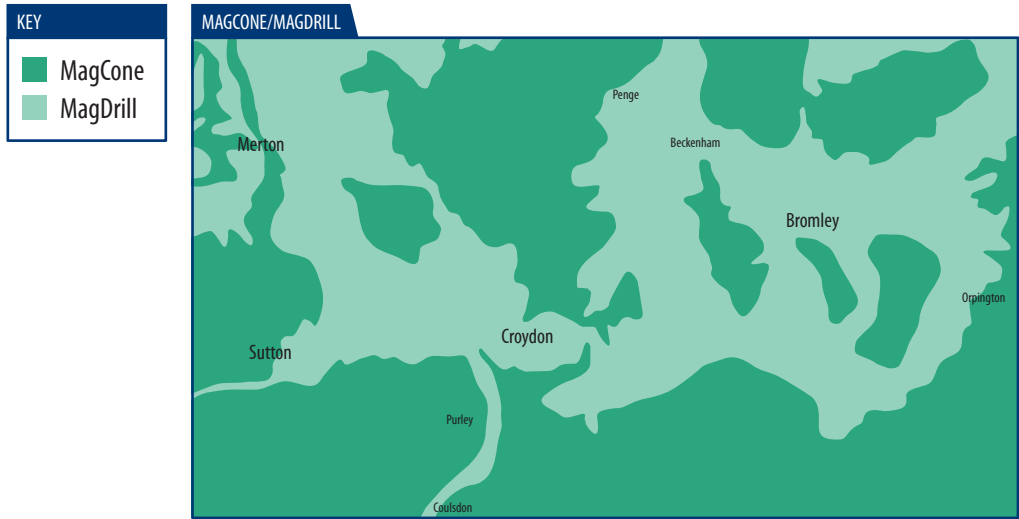 KEY
MagCone
MagDrill
MAGCONE/MAGDRILL
Penge
Merton
Beckenham
Bromley
Orpington
Croydon
Sutton
Purley
Coulsdon